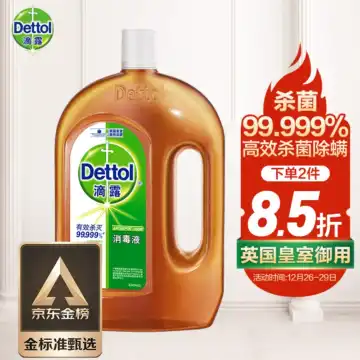 Dettol
滴露
杀菌
99.999%
高效杀菌除螨
下单2件
8.5折
英国皇室御用
活动时间:12月26-29日
Dettol
Dettol
滴露
有效杀灭
99.999%
消毒液
京东金榜
金标准甄选